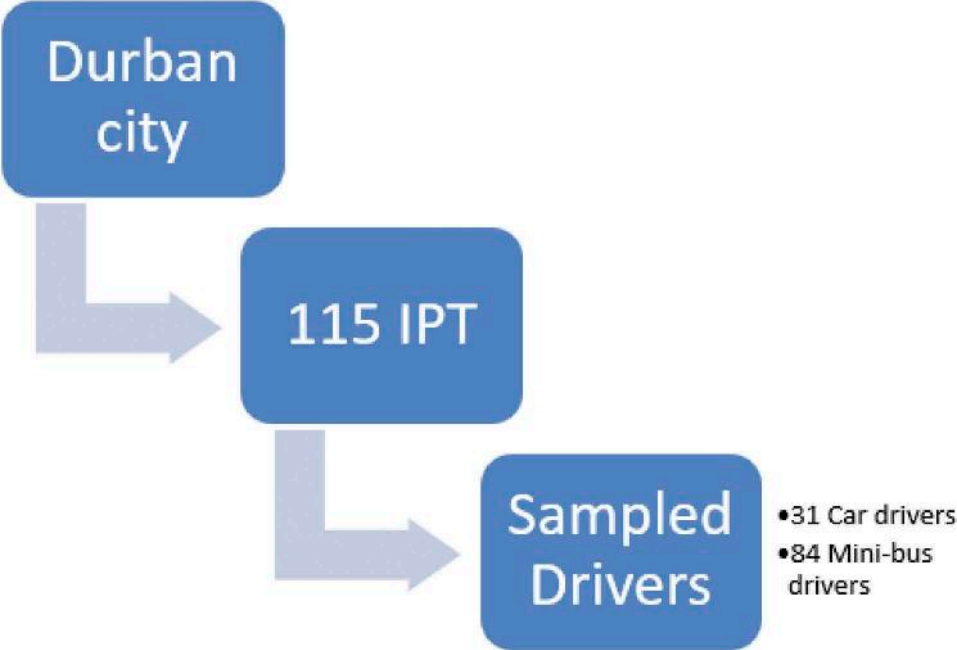 Durban
city
115 IPT
Sampled
Drivers
•31 Car drivers
•84 Mini-bus
drivers